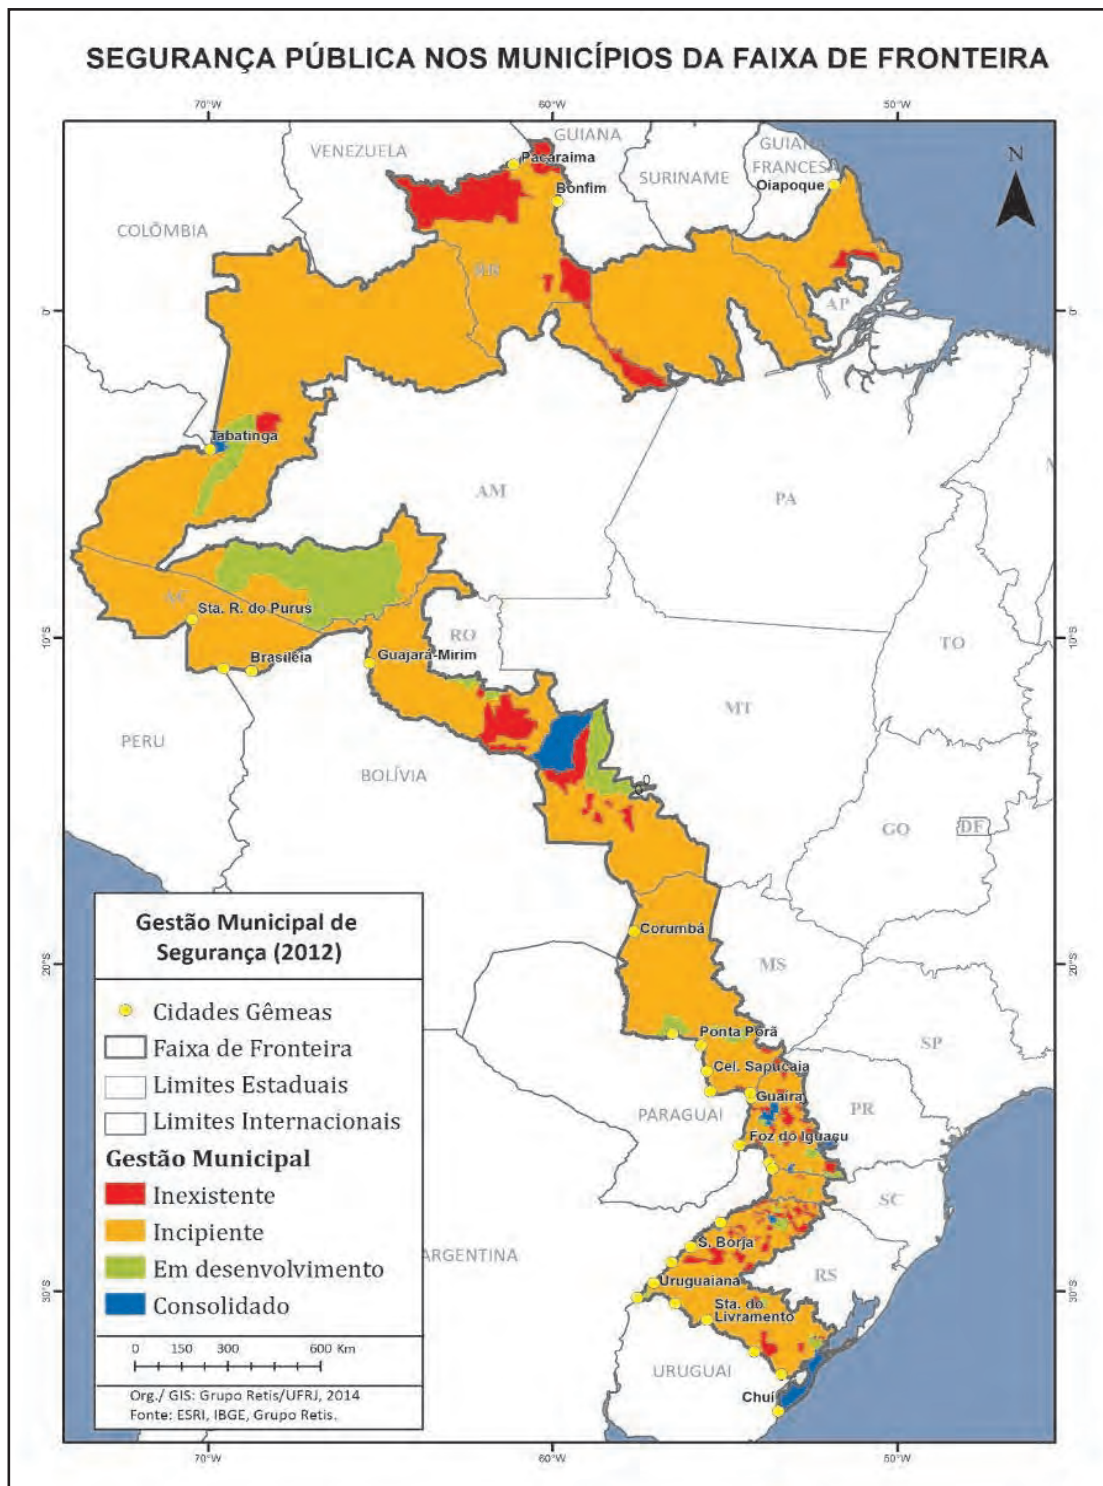 SEGURANÇA PÚBLICA NOS MUNICÍPIOS DA FAIXA DE FRONTEIRA
70°W
60°W
50°W
N
VENEZUELA
GUIANA
SURINAME
GUIANA
FRANCESA
COLÔMBIA
Pacaraima
Bonfim
Oiapoque
RR
AP
0°
0°
Tabatinga
AM
PA
AC
Sta. R. do Purus
Brasiléia
Guajará-Mirim
RO
TO
10°S
10°S
MT
PERU
BOLÍVIA
GO
DF
Corumbá
MS
20°S
20°S
Ponta Porã
SP
Cel. Sapucaia
Guaíra
PARAGUAI
PR
Foz do Iguaçu
SC
ARGENTINA
S. Borja
RS
Uruguaiana
30°S
30°S
Sta. do
Livramento
URUGUAI
Chuí
Gestão Municipal de
Segurança (2012)
Cidades Gêmeas
Faixa de Fronteira
Limites Estaduais
Limites Internacionais
Gestão Municipal
Inexistente
Incipiente
Em desenvolvimento
Consolidado
0 150 300 600 Km
Org./ GIS: Grupo Retis/UFRJ, 2014
Fonte: ESRI, IBGE, Grupo Retis.
70°W
60°W
50°W